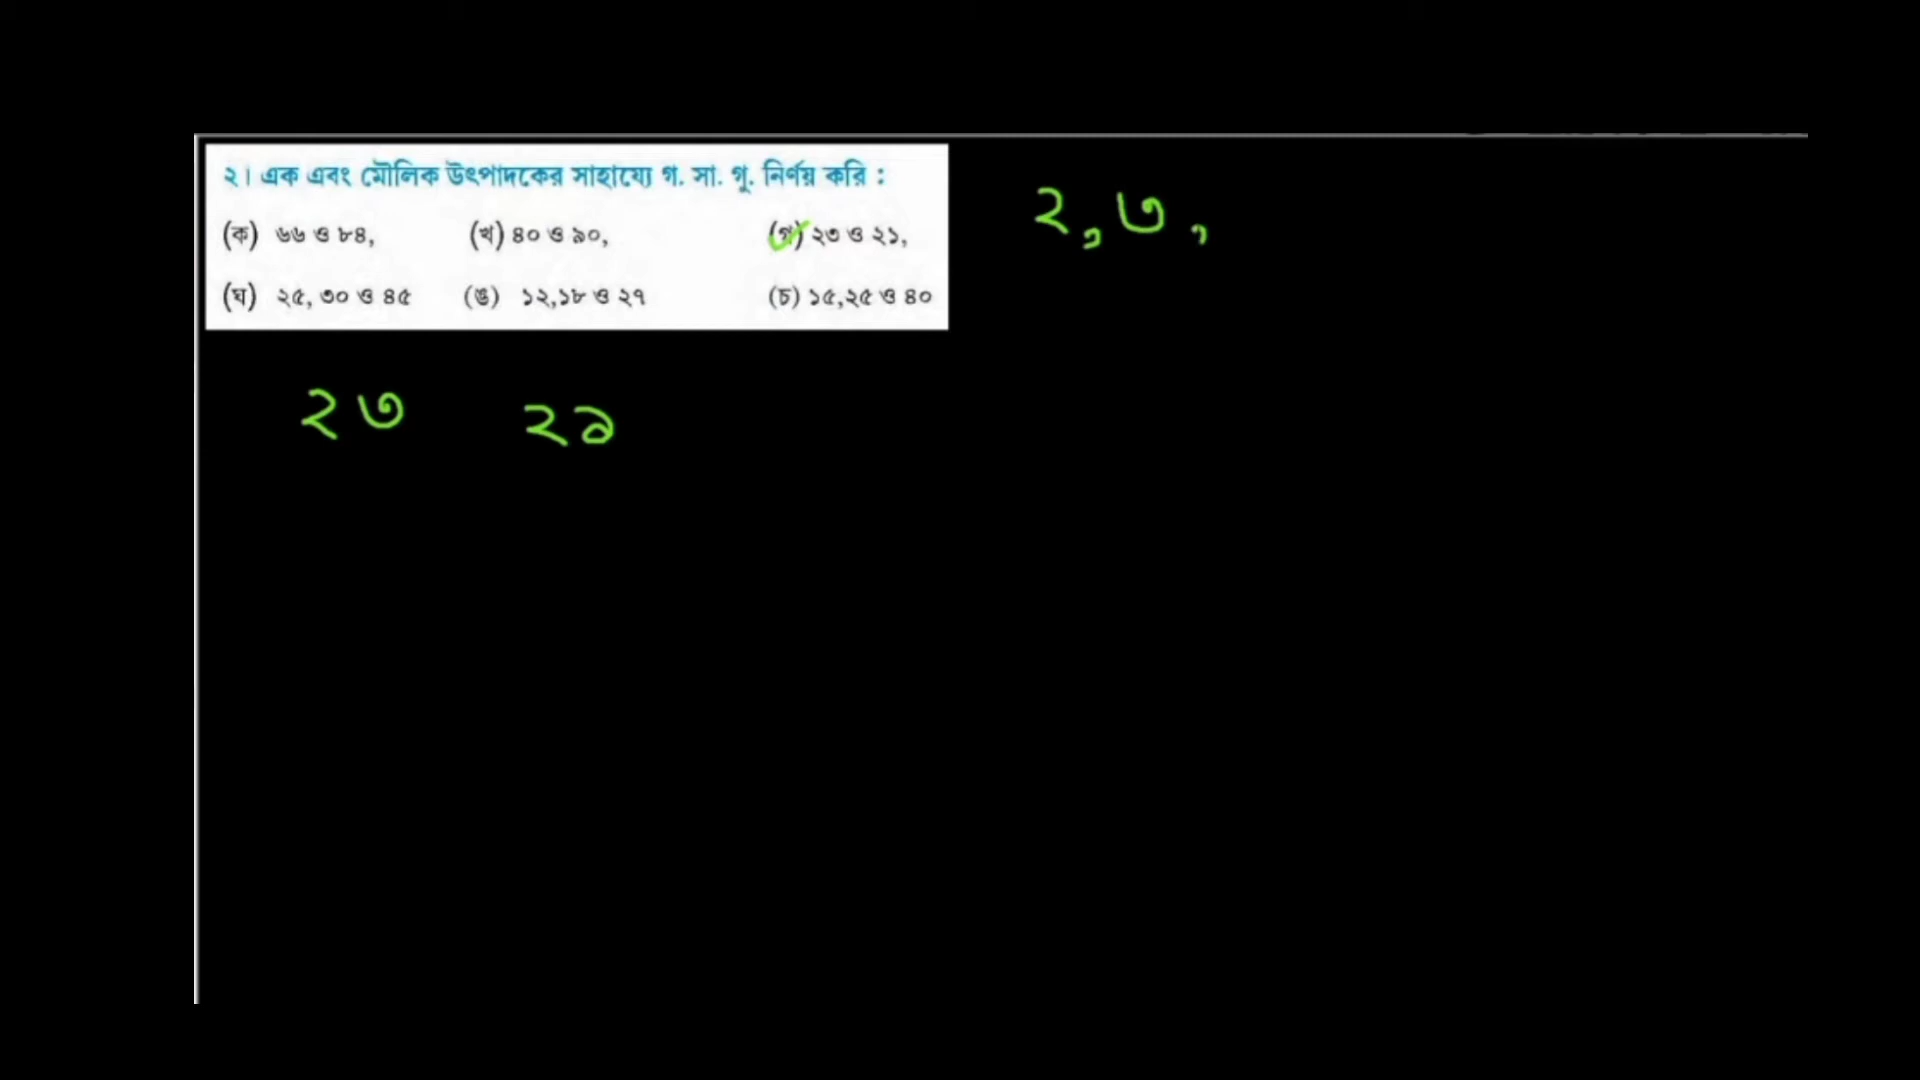 ২। এক এবং মৌলিক উৎপাদকের সাহায্যে গ. সা. গু. নির্ণয় করি :
(ক) ৬৬ ও ৮৪, (খ) ৪০ ও ৯০, (গ) ২৩ ও ২১,
(ঘ) ২৫, ৩০ ও ৪৫ (ঙ) ১২,১৮ ও ২৭ (চ) ১৫,২৫ ও ৪০
২,৩,
২৩ ২১